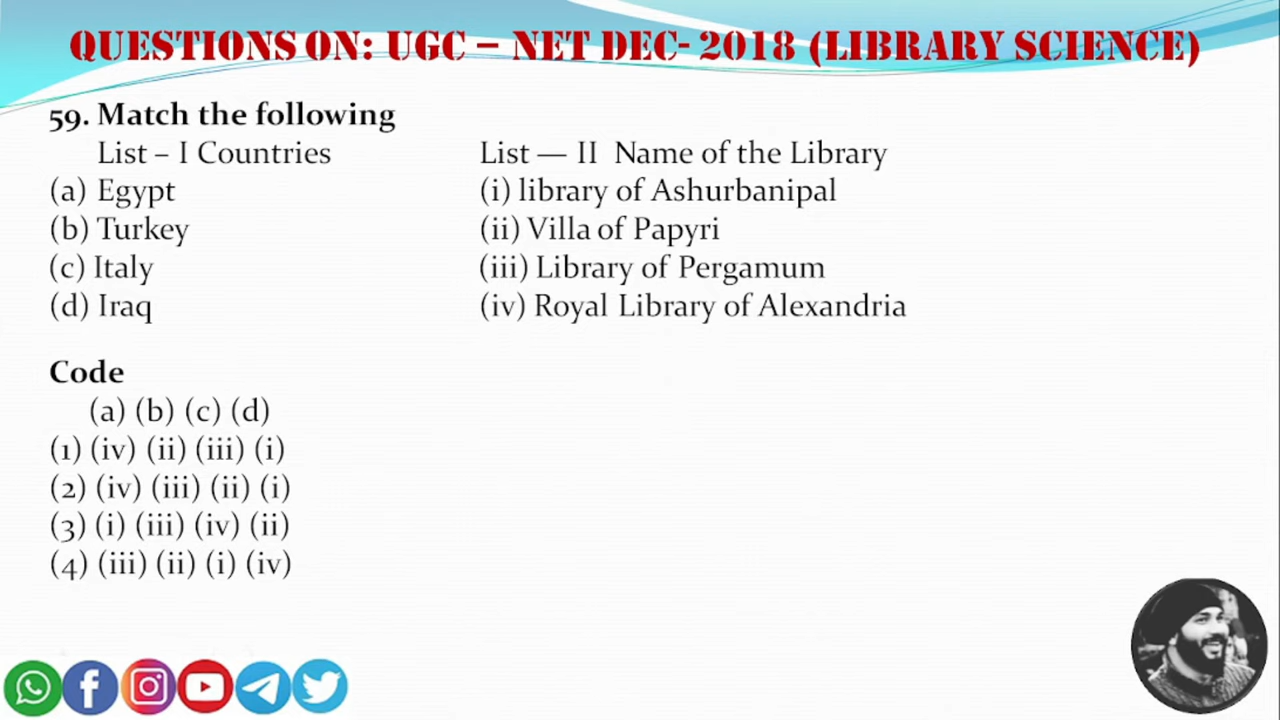 QUESTIONS ON: UGC – NET DEC- 2018 (LIBRARY SCIENCE)
59. Match the following
List – I Countries List — II Name of the Library
(a) Egypt (i) library of Ashurbanipal
(b) Turkey (ii) Villa of Papyri
(c) Italy (iii) Library of Pergamum
(d) Iraq (iv) Royal Library of Alexandria
Code
(a) (b) (c) (d)
(1) (iv) (ii) (iii) (i)
(2) (iv) (iii) (ii) (i)
(3) (i) (iii) (iv) (ii)
(4) (iii) (ii) (i) (iv)